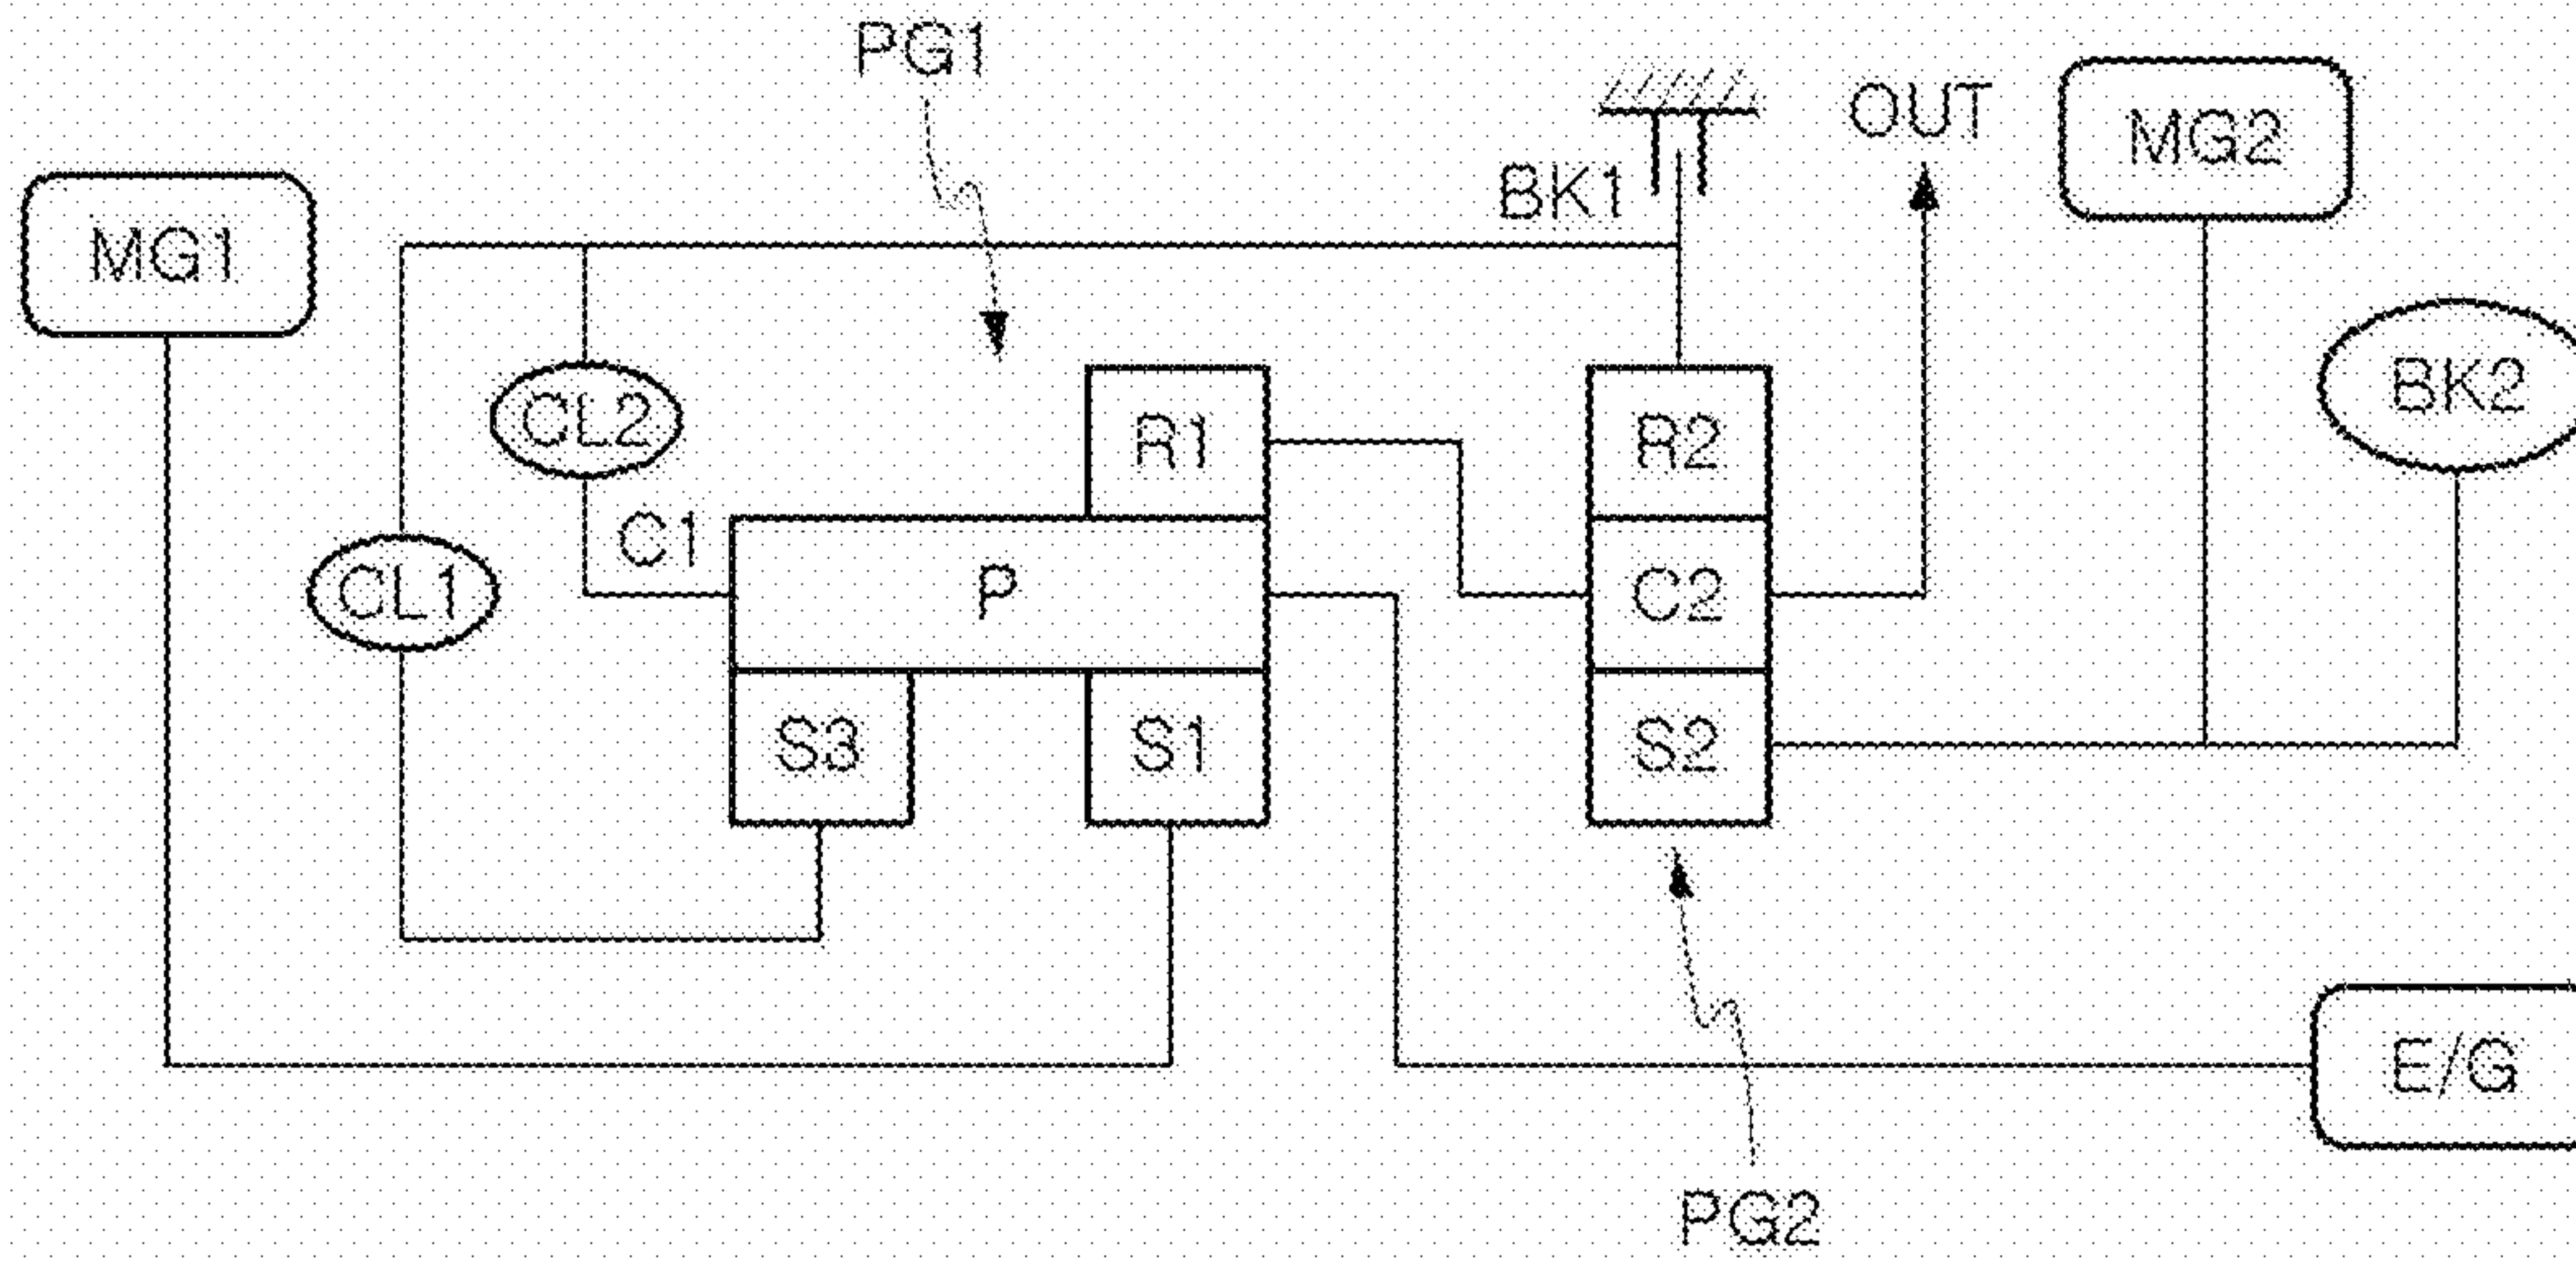 PG1
OUT
MG2
BK1
MG1
BK2
CL2
R1
R2
C1
CL1
P
C2
S3
S1
S2
E/G
PG2